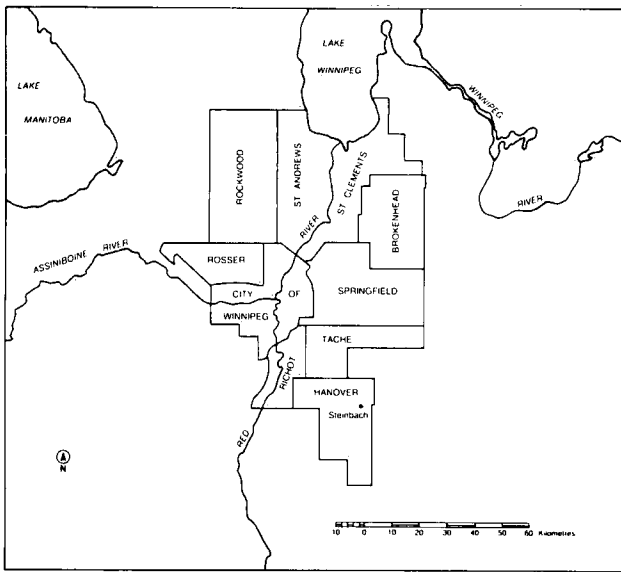 LAKE
WINNIPEG
LAKE
MANITOBA
WINNIPEG
RIVER
ROCKWOOD
ST ANDREWS
ST CLEMENTS
BROKENHEAD
RIVER
ASSINIBOINE RIVER
ROSSER
CITY OF
WINNIPEG
SPRINGFIELD
TACHE
RICHOT
HANOVER
Steinbach
RED
N
10 0 10 20 30 40 50 60 Kilometres